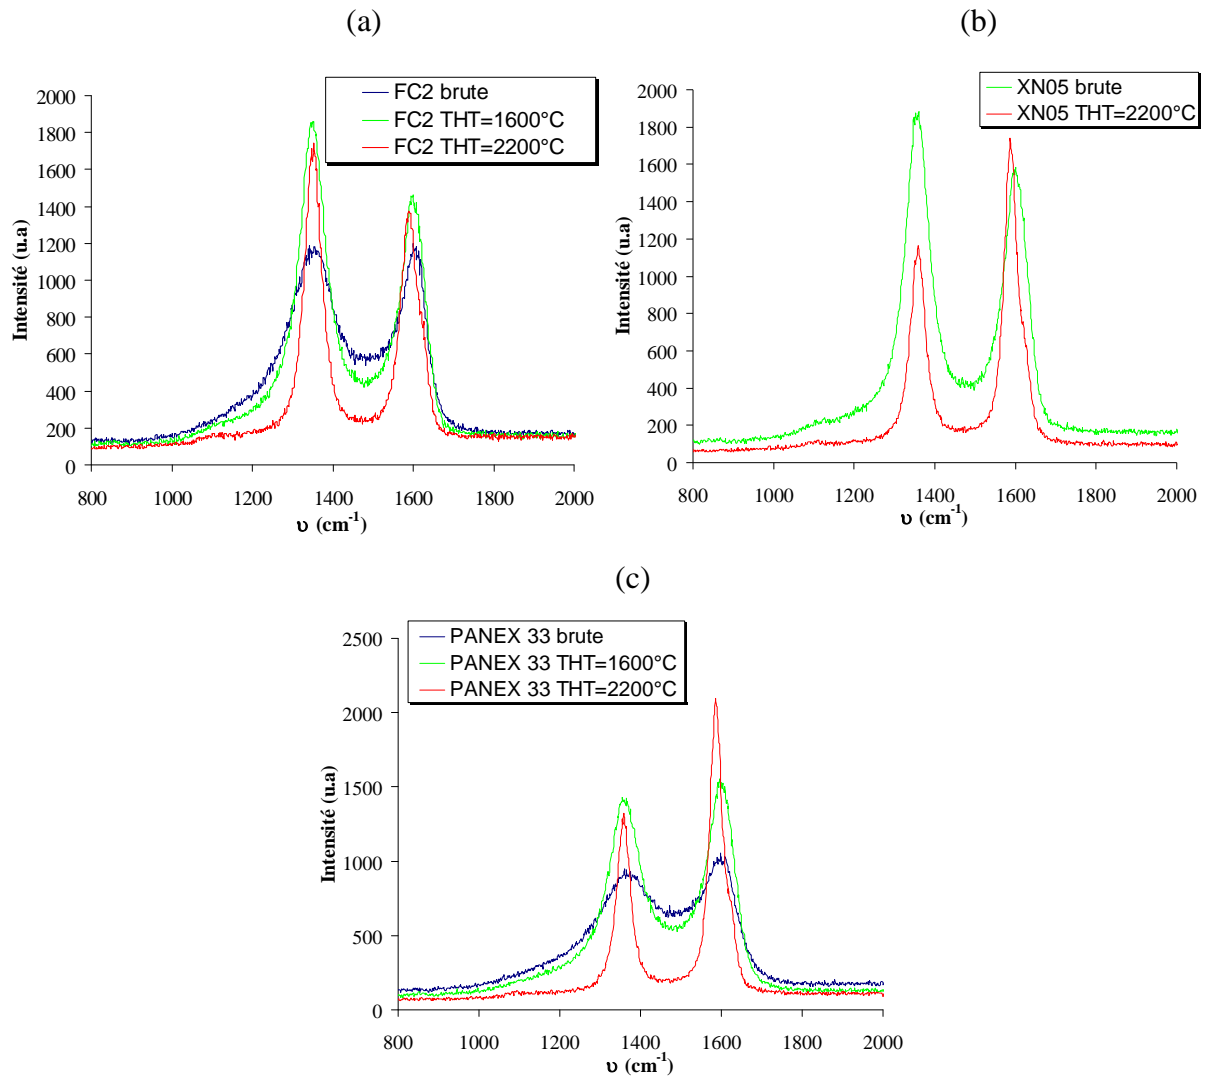 (a)
FC2 brute
FC2 THT=1600°C
FC2 THT=2200°C
Intensité (u.a)
2000
1800
1600
1400
1200
1000
800
600
400
200
0
800 1000 1200 1400 1600 1800 2000
υ (cm-1)
(b)
XN05 brute
XN05 THT=2200°C
Intensité (u.a)
2000
1800
1600
1400
1200
1000
800
600
400
200
0
800 1000 1200 1400 1600 1800 2000
υ (cm-1)
(c)
PANEX 33 brute
PANEX 33 THT=1600°C
PANEX 33 THT=2200°C
Intensité (u.a)
2500
2000
1500
1000
500
0
800 1000 1200 1400 1600 1800 2000
υ (cm-1)